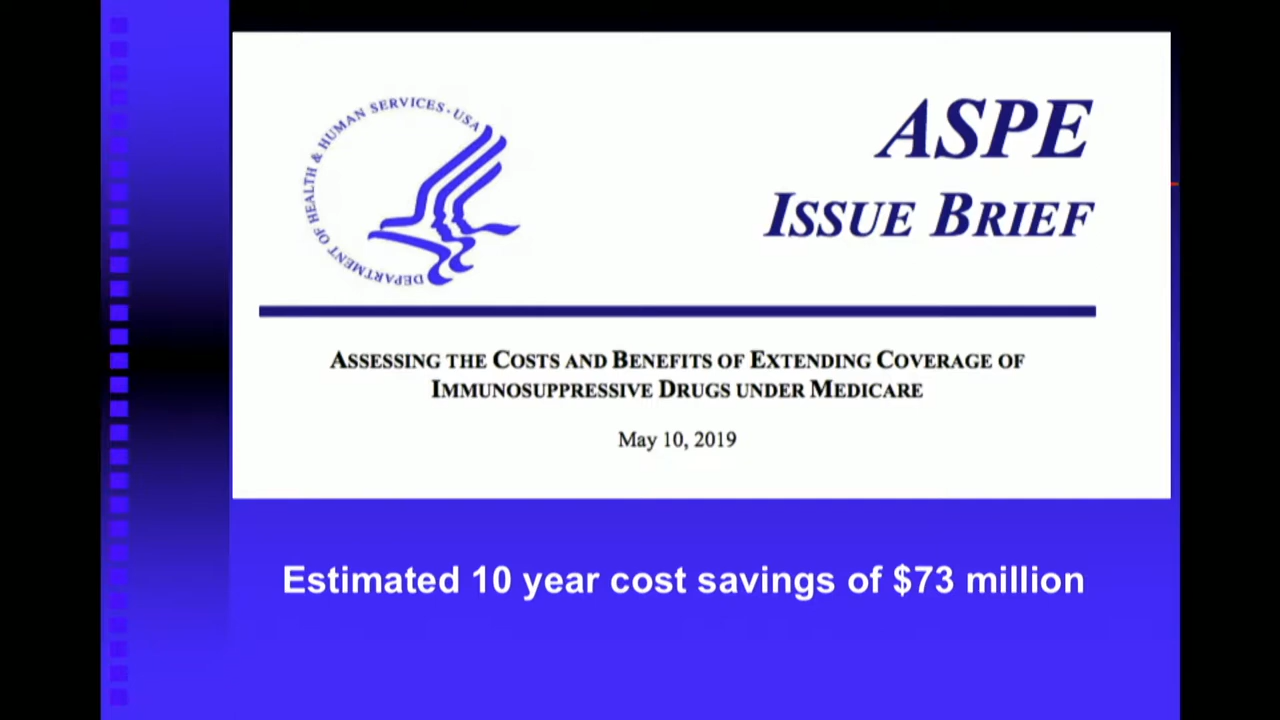 DEPARTMENT OF HEALTH & HUMAN SERVICES · USA
ASPE
ISSUE BRIEF
ASSESSING THE COSTS AND BENEFITS OF EXTENDING COVERAGE OF
IMMUNOSUPPRESSIVE DRUGS UNDER MEDICARE
May 10, 2019
Estimated 10 year cost savings of $73 million